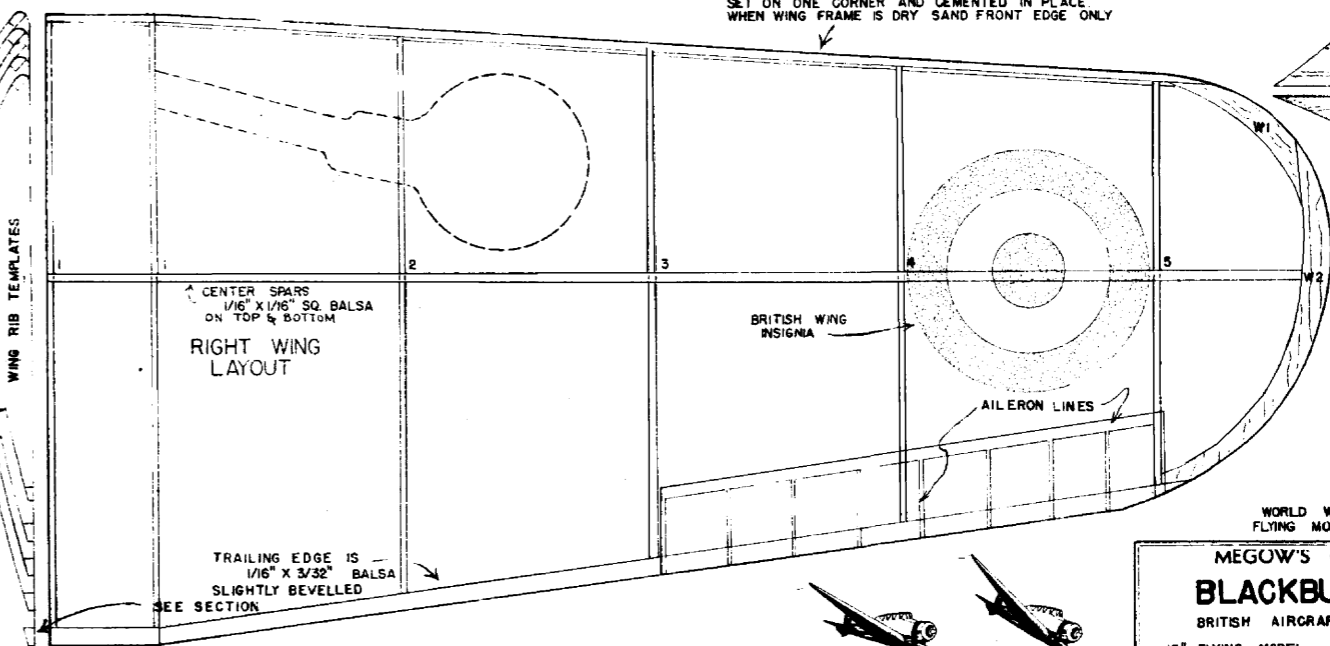 SET ON ONE CORNER AND CEMENTED IN PLACE.
WHEN WING FRAME IS DRY SAND FRONT EDGE ONLY
W1
WING RIB TEMPLATES
1
1
2
3
4
5
W2
CENTER SPARS
1/16" X 1/16" SQ. BALSA
ON TOP & BOTTOM
RIGHT WING
LAYOUT
BRITISH WING
INSIGNIA
AILERON LINES
TRAILING EDGE IS
1/16" X 3/32" BALSA
SLIGHTLY BEVELLED
SEE SECTION
WORLD W
FLYING MO
MEGOW'S
BLACKBU
BRITISH AIRCRAF
FLYING MODEL